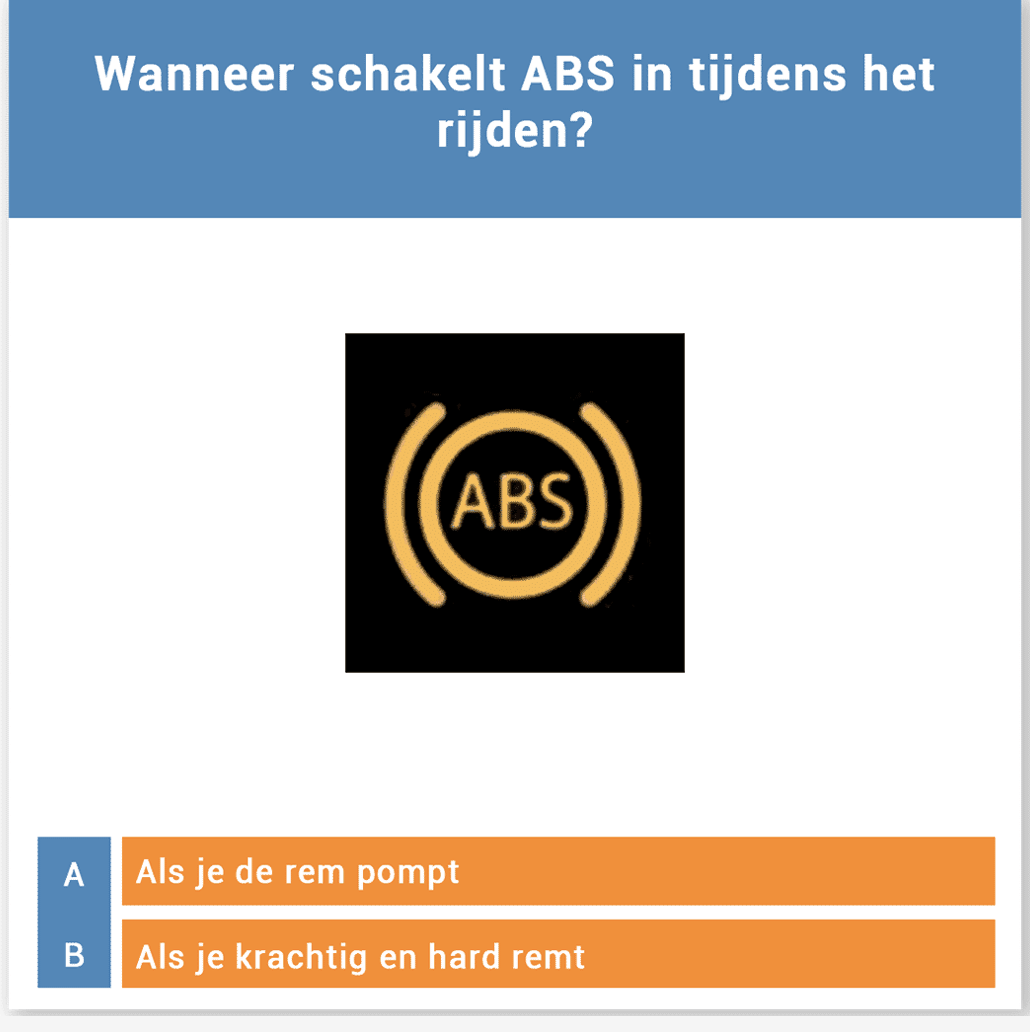 Wanneer schakelt ABS in tijdens het
rijden?
ABS
A
Als je de rem pompt
B
Als je krachtig en hard remt